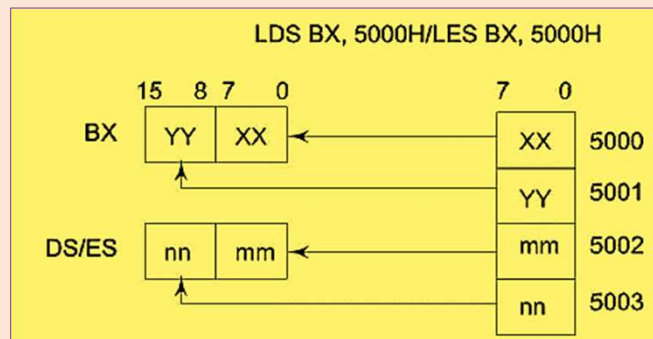 LDS BX, 5000H/LES BX, 5000H
15 8 7 0 7 0
BX YY XX XX 5000
YY 5001
DS/ES nn mm mm 5002
nn 5003